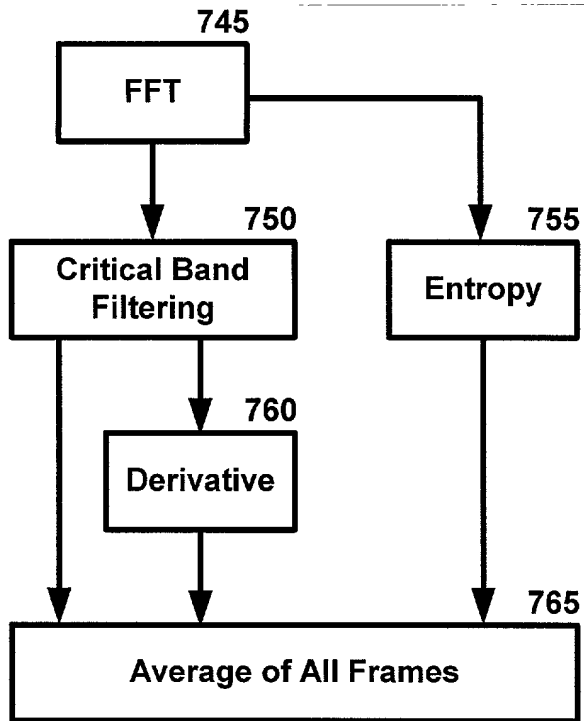 745
FFT
750
Critical Band
Filtering
755
Entropy
760
Derivative
765
Average of All Frames